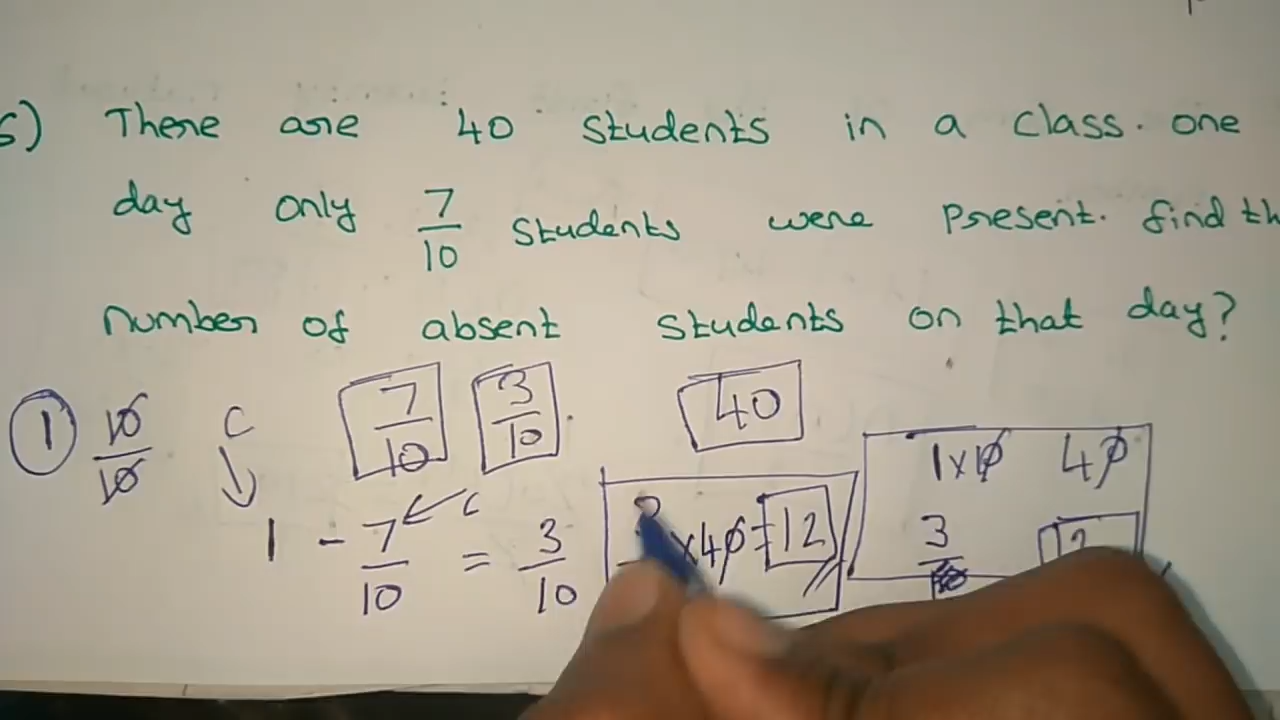 There are 40 students in a class. one
day only 7/10 students were present. find th
number of absent students on that day?
1 10/10 C 7/10 3/10. 40
1 - 7/10 C = 3/10
3 x40=12
1x10 40
3/10 12